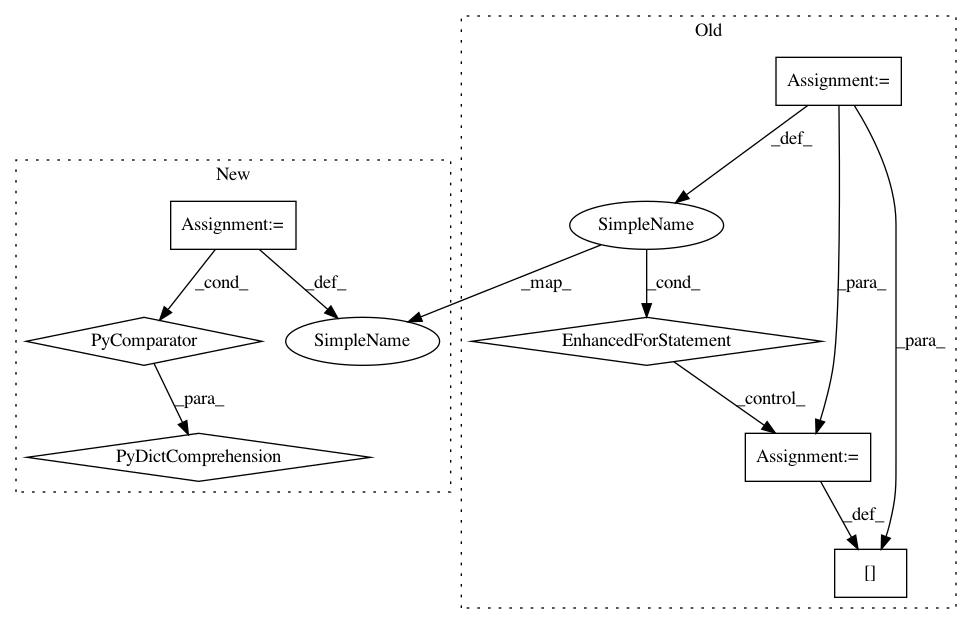 Old
Assignment:=
_def_
New
Assignment:=
SimpleName
_cond_
_def_
_map_
_cond_
_para_
_para_
PyComparator
SimpleName
EnhancedForStatement
_para_
_control_
PyDictComprehension
Assignment:=
_def_
[]